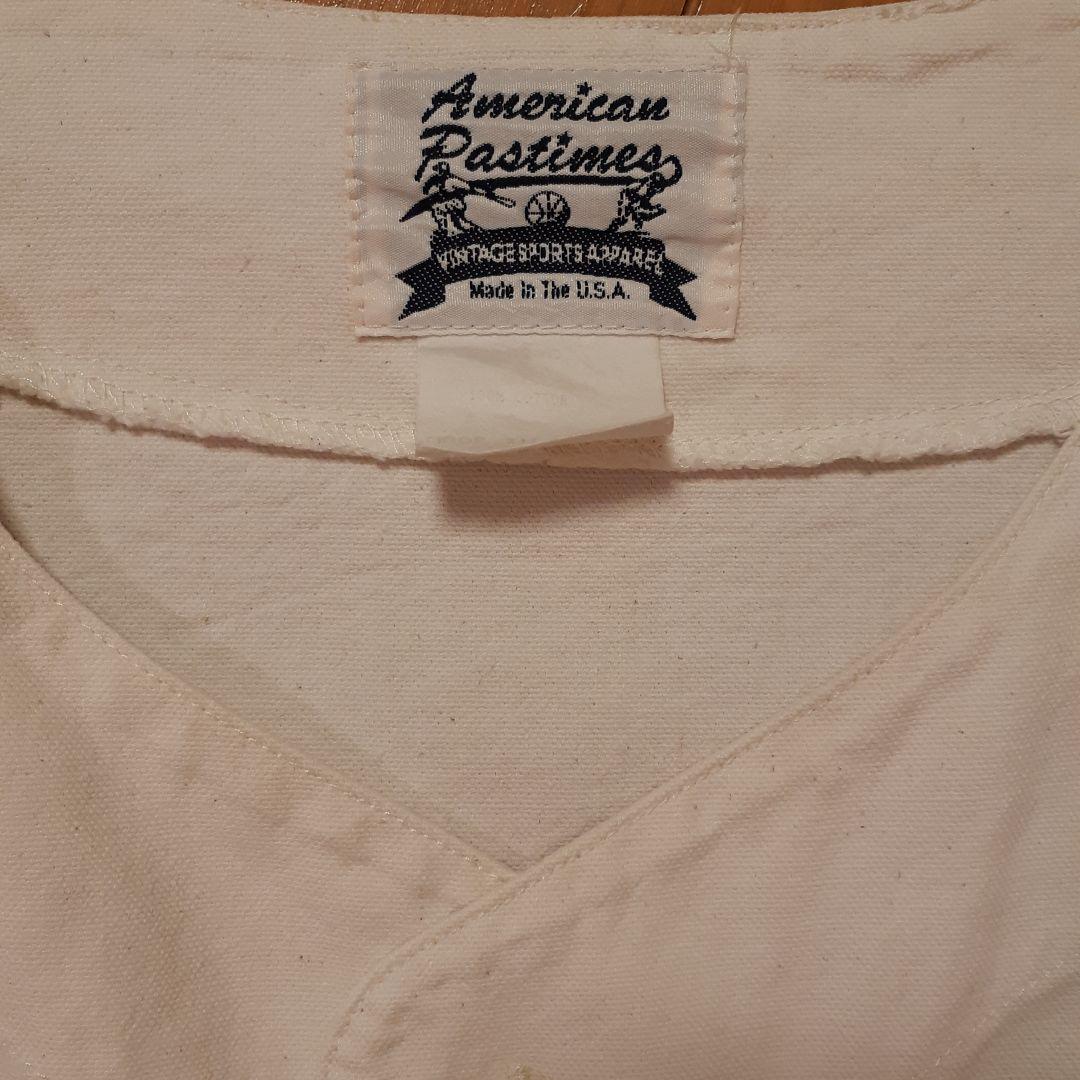 American
Pastimes
VINTAGE SPORTS APPAREL
Made In The U.S.A.